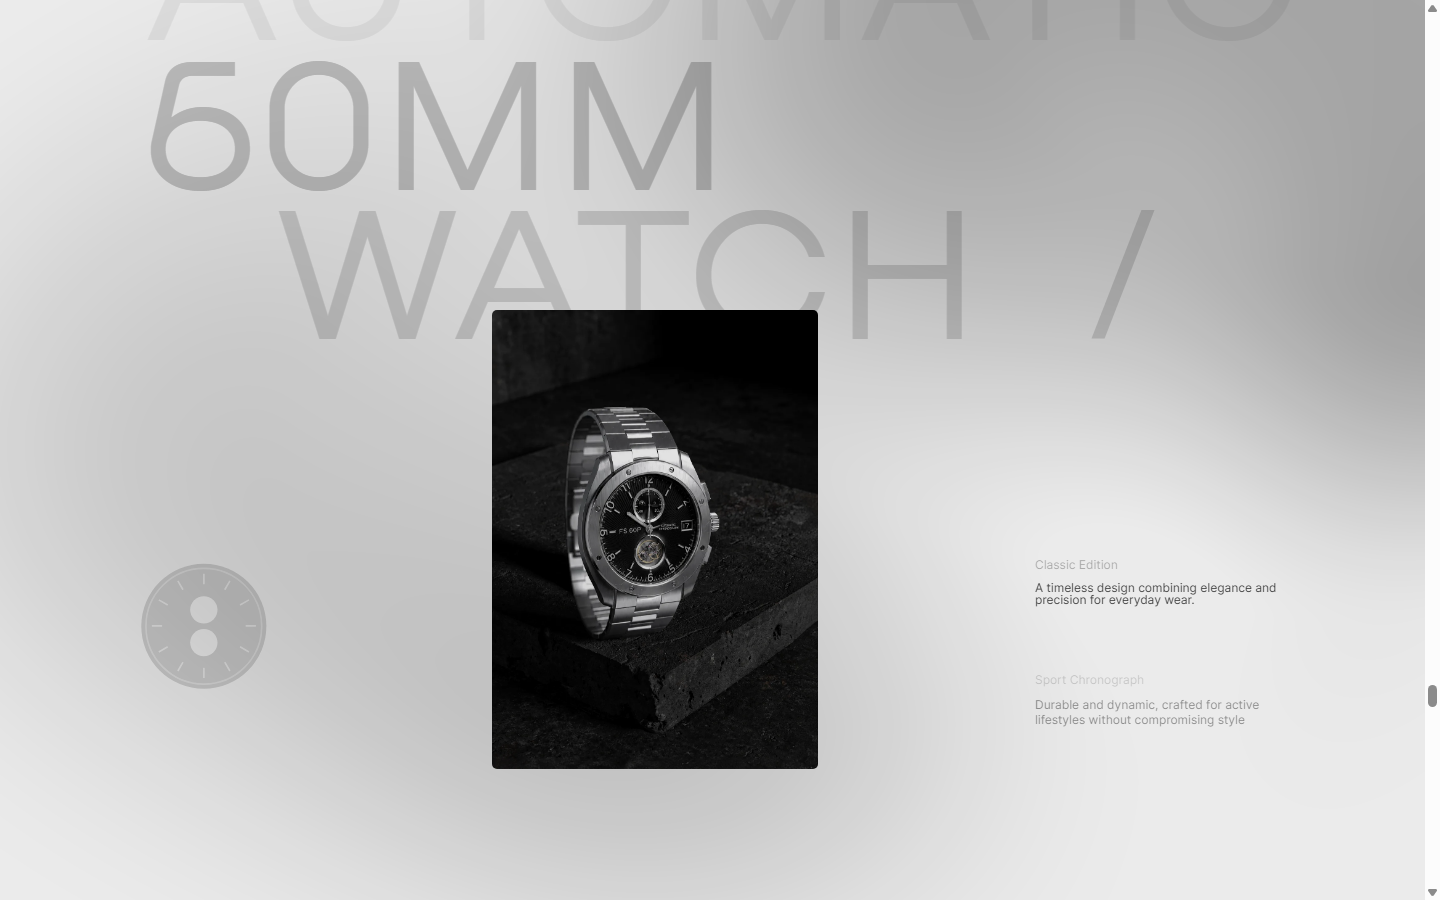 AUTOMATIC
60MM
WATCH /
Classic Edition
A timeless design combining elegance and
precision for everyday wear.
Sport Chronograph
Durable and dynamic, crafted for active
lifestyles without compromising style